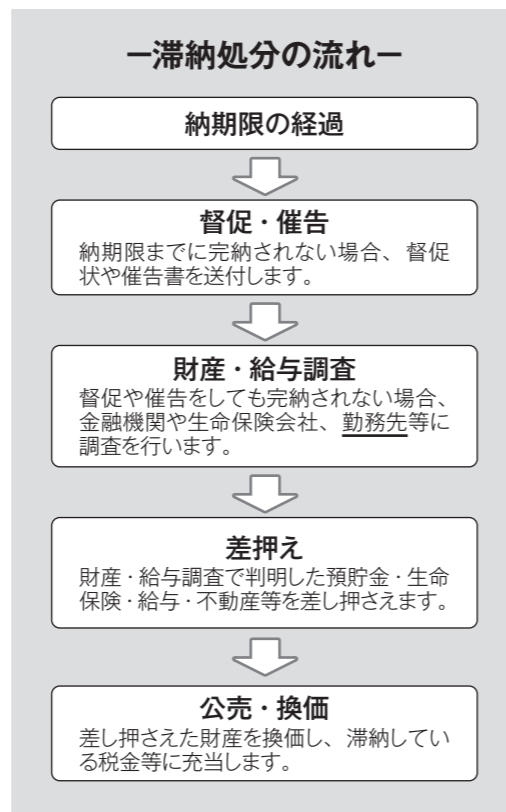 ー滞納処分の流れー
納期限の経過
督促・催告
納期限までに完納されない場合、督促
状や催告書を送付します。
財産・給与調査
督促や催告をしても完納されない場合、
金融機関や生命保険会社、勤務先等に
調査を行います。
差押え
財産・給与調査で判明した預貯金・生命
保険・給与・不動産等を差し押さえます。
公売・換価
差し押さえた財産を換価し、滞納してい
る税金等に充当します。